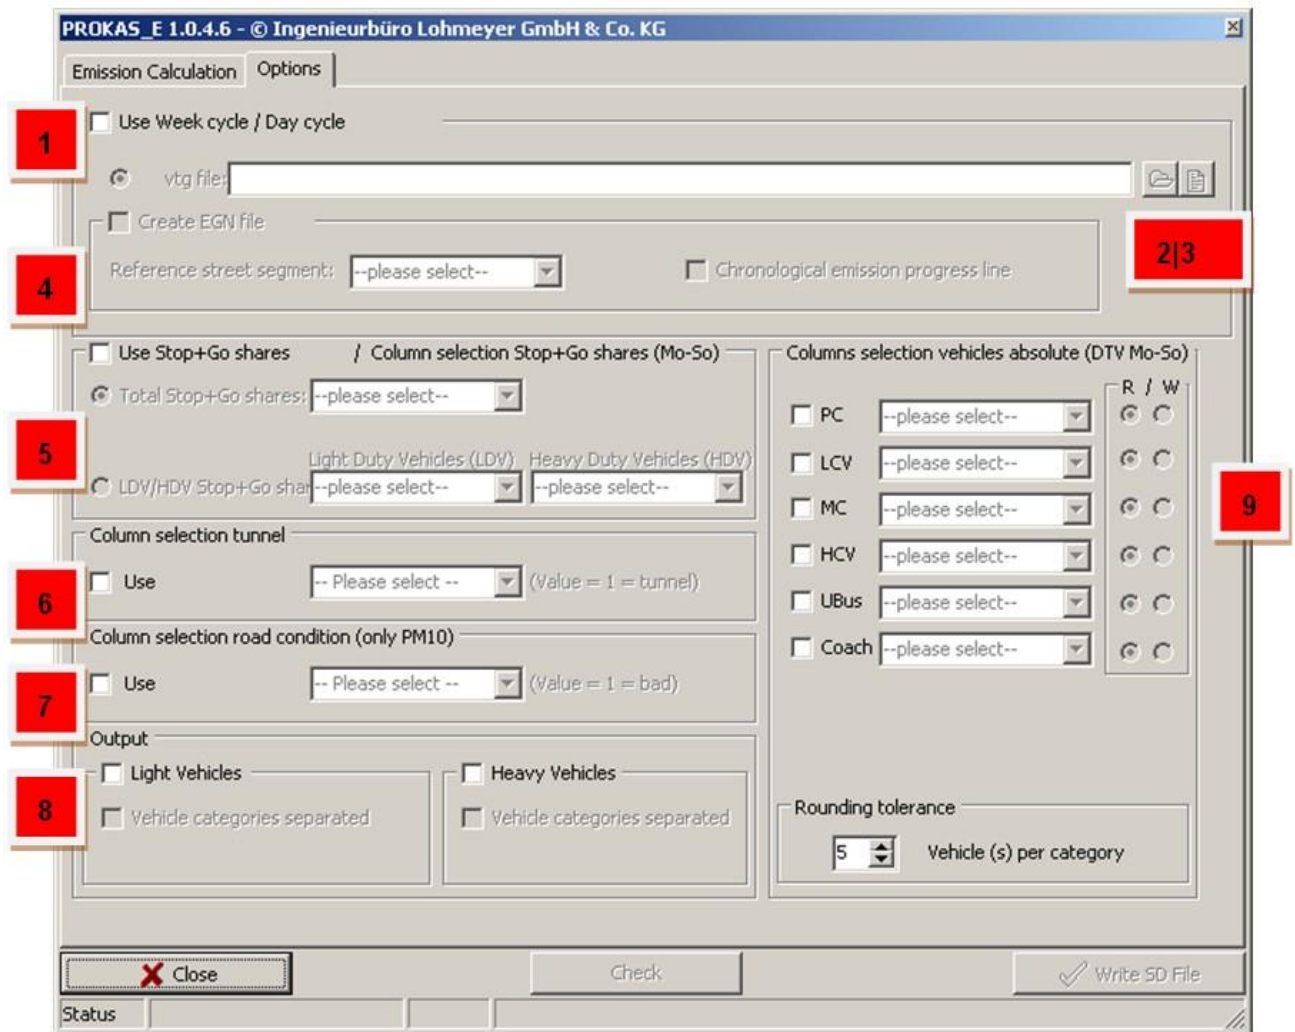 PROKAS_E 1.0.4.6 - © Ingenieurbüro Lohmeyer GmbH & Co. KG
Emission Calculation Options
1
Use Week cycle / Day cycle
vtg file:
2|3
Create EGN file
4
Reference street segment: --please select-- Chronological emission progress line
Use Stop+Go shares / Column selection Stop+Go shares (Mo-So)
Total Stop+Go shares: --please select--
5
Light Duty Vehicles (LDV) Heavy Duty Vehicles (HDV)
LDV/HDV Stop+Go shar --please select-- --please select--
Column selection tunnel
6
Use -- Please select -- (Value = 1 = tunnel)
Column selection road condition (only PM10)
7
Use -- Please select -- (Value = 1 = bad)
Output
8
Light Vehicles
Vehicle categories separated
Heavy Vehicles
Vehicle categories separated
Columns selection vehicles absolute (DTV Mo-So)
R / W
PC --please select--
LCV --please select--
9
MC --please select--
HCV --please select--
UBus --please select--
Coach --please select--
Rounding tolerance
5 Vehicle (s) per category
Close Check Write SD File
Status